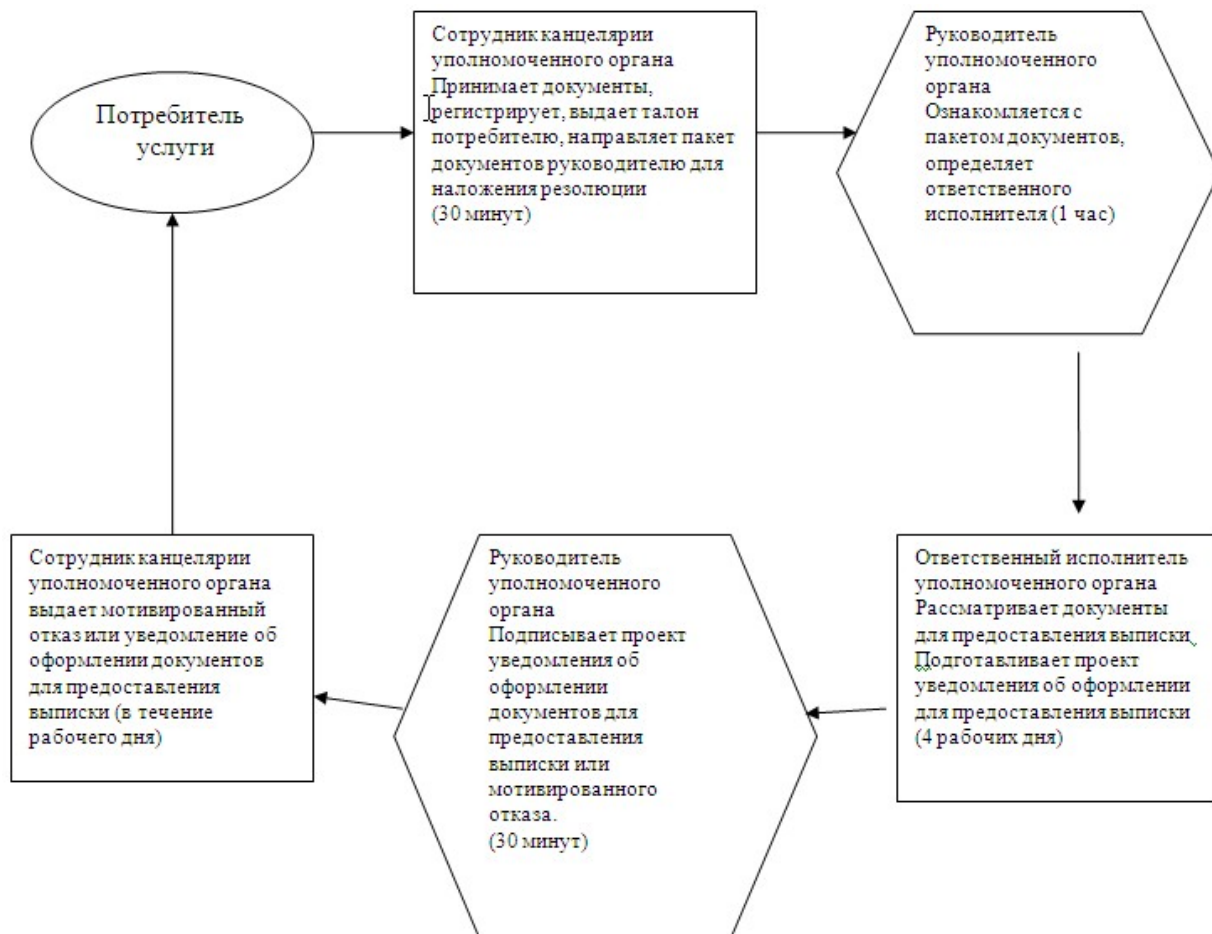 Потребитель
услуги
Сотрудник канцелярии
уполномоченного органа
Принимает документы,
регистрирует, выдает талон
потребителю, направляет пакет
документов руководителю для
наложения резолюции
(30 минут)
Руководитель
уполномоченного
органа
Ознакомляется с
пакетом документов,
определяет
ответственного
исполнителя (1 час)
Ответственный исполнитель
уполномоченного органа
Рассматривает документы
для предоставления выписки
Подготавливает проект
уведомления об оформлении
для предоставления выписки
(4 рабочих дня)
Руководитель
уполномоченного
органа
Подписывает проект
уведомления об
оформлении
документов для
предоставления
выписки или
мотивированного
отказа.
(30 минут)
Сотрудник канцелярии
уполномоченного органа
выдает мотивированный
отказ или уведомление об
оформлении документов
для предоставления
выписки (в течение
рабочего дня)